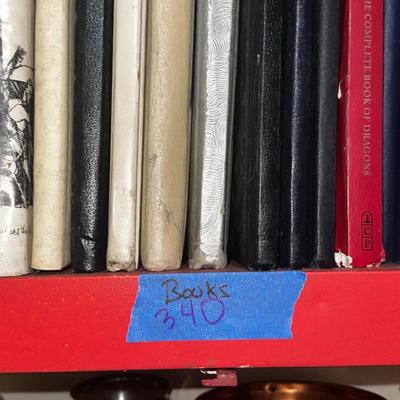 THE COMPLETE BOOK OF DRAGONS
Books
340